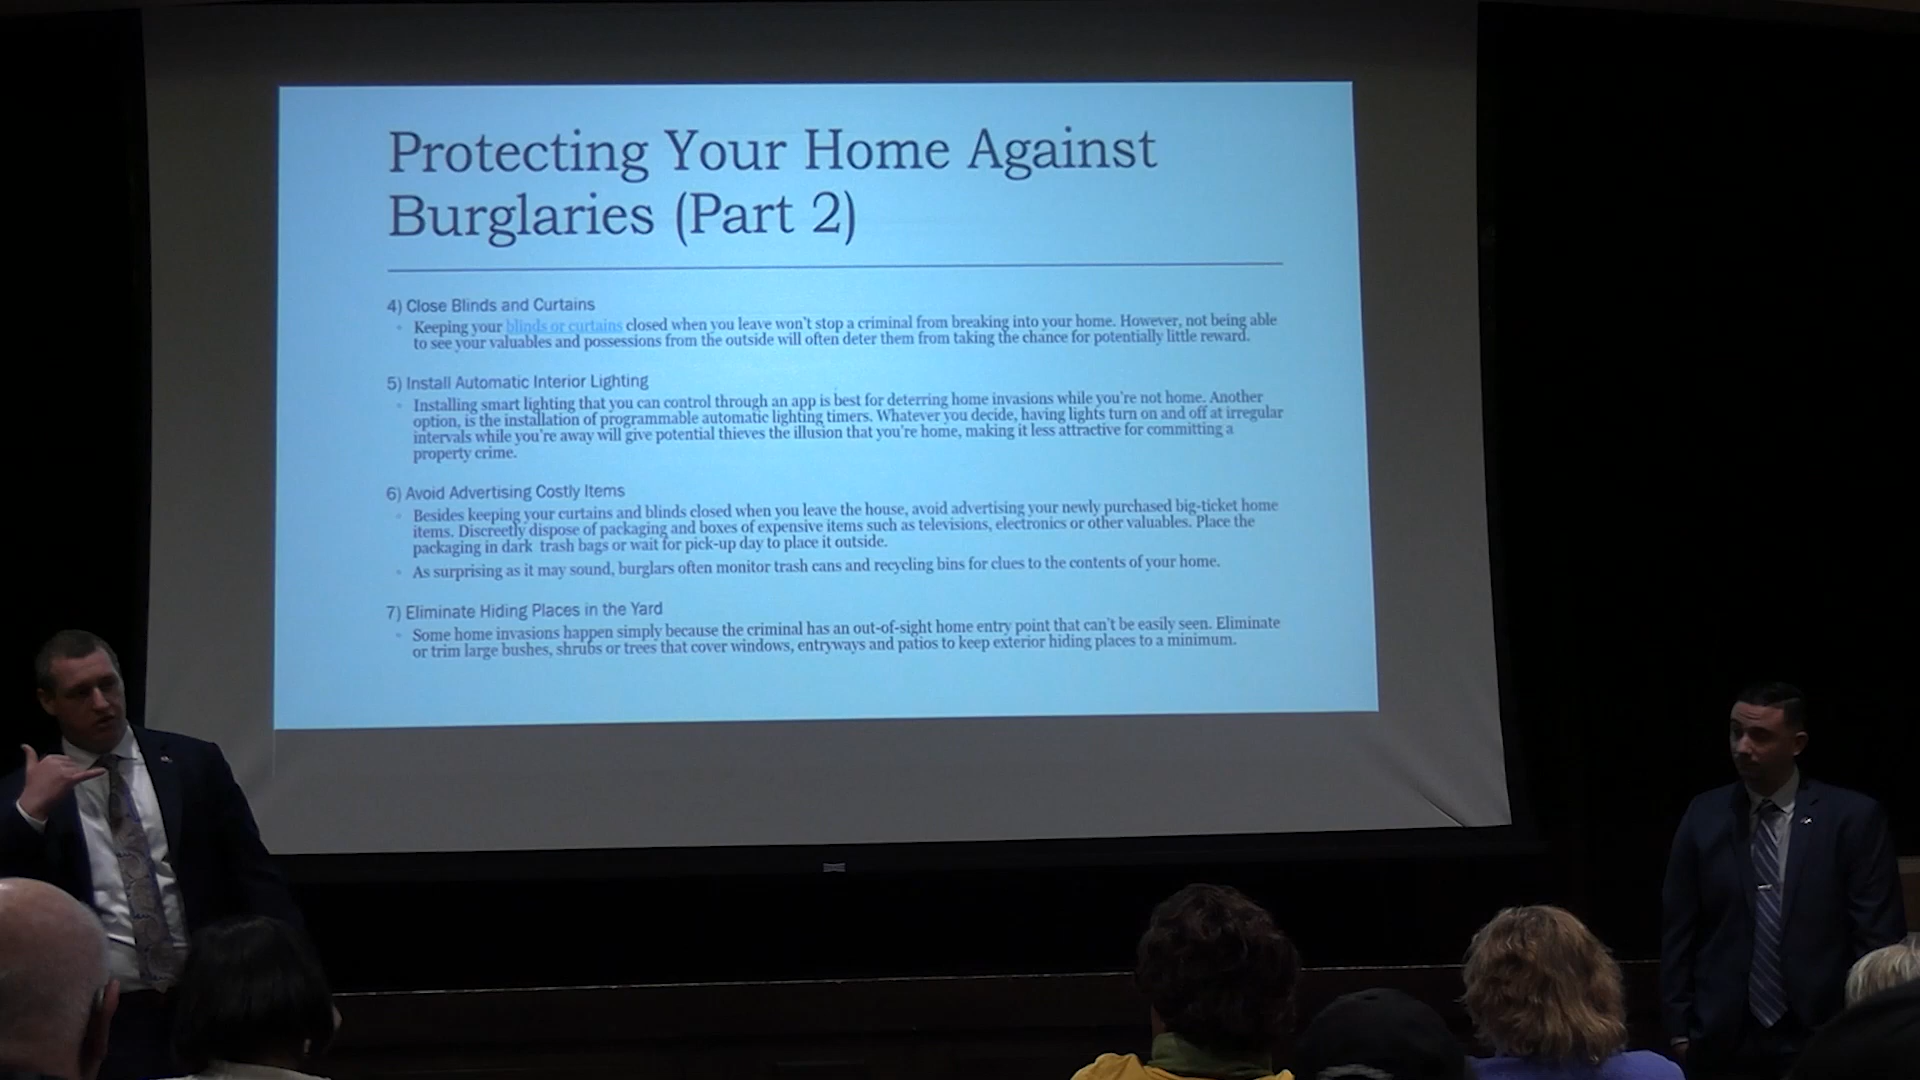 Protecting Your Home Against
Burglaries (Part 2)
4) Close Blinds and Curtains
Keeping your blinds or curtains closed when you leave won't stop a criminal from breaking into your home. However, not being able
to see your valuables and possessions from the outside will often deter them from taking the chance for potentially little reward.
5) Install Automatic Interior Lighting
Installing smart lighting that you can control through an app is best for deterring home invasions while you're not home. Another
option, is the installation of programmable automatic lighting timers. Whatever you decide, having lights turn on and off at irregular
intervals while you're away will give potential thieves the illusion that you're home, making it less attractive for committing a
property crime.
6) Avoid Advertising Costly Items
Besides keeping your curtains and blinds closed when you leave the house, avoid advertising your newly purchased big-ticket home
items. Discreetly dispose of packaging and boxes of expensive items such as televisions, electronics or other valuables. Place the
packaging in dark trash bags or wait for pick-up day to place it outside.
As surprising as it may sound, burglars often monitor trash cans and recycling bins for clues to the contents of your home.
7) Eliminate Hiding Places in the Yard
Some home invasions happen simply because the criminal has an out-of-sight home entry point that can't be easily seen. Eliminate
or trim large bushes, shrubs or trees that cover windows, entryways and patios to keep exterior hiding places to a minimum.